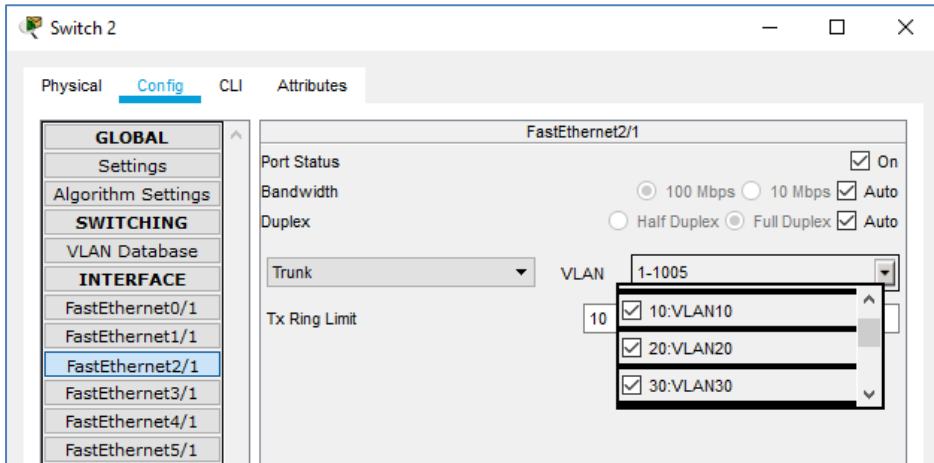 Switch 2
Physical Config CLI Attributes
GLOBAL
Settings
Algorithm Settings
SWITCHING
VLAN Database
INTERFACE
FastEthernet0/1
FastEthernet1/1
FastEthernet2/1
FastEthernet3/1
FastEthernet4/1
FastEthernet5/1
FastEthernet2/1
Port Status On
Bandwidth 100 Mbps 10 Mbps Auto
Duplex Half Duplex Full Duplex Auto
Trunk VLAN 1-1005
10:VLAN10
20:VLAN20
30:VLAN30
Tx Ring Limit 10